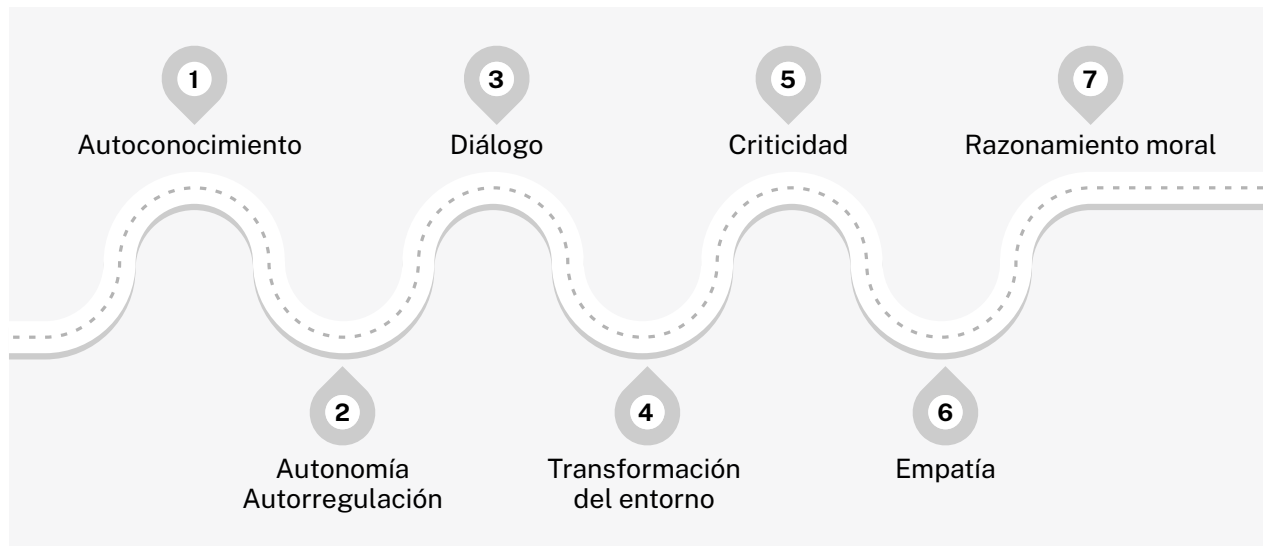 1
Autoconocimiento
2
Autonomía
Autorregulación
3
Diálogo
4
Transformación
del entorno
5
Criticidad
6
Empatía
7
Razonamiento moral